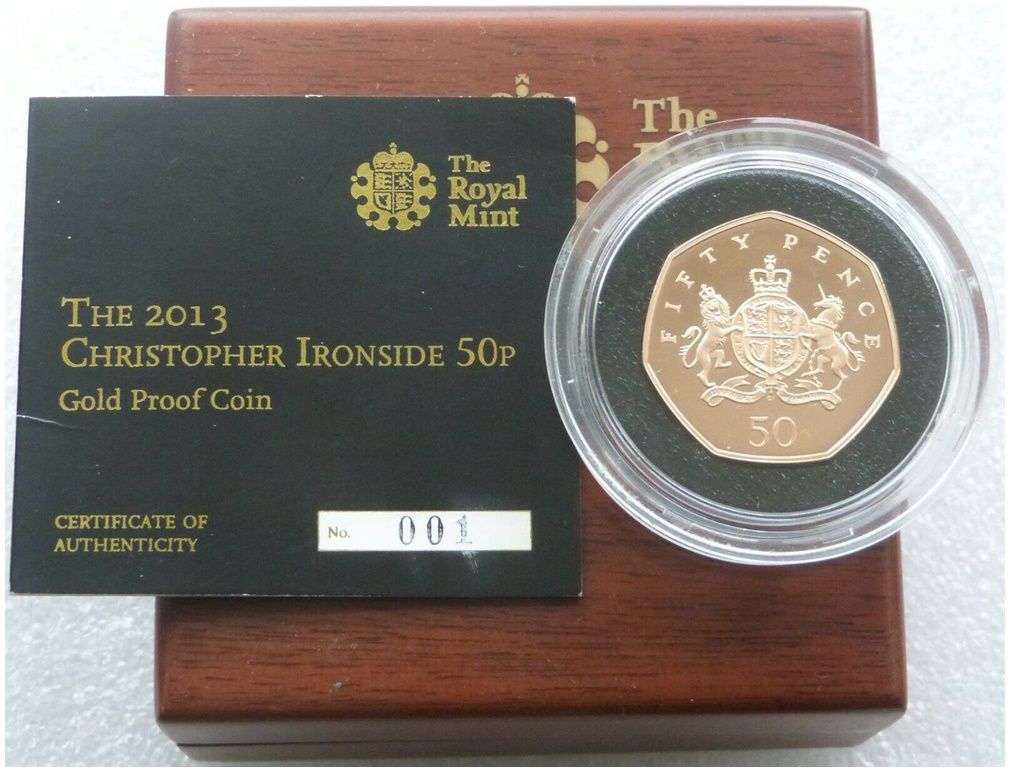 The
The
Royal
Mint
THE 2013
CHRISTOPHER IRONSIDE 50P
Gold Proof Coin
CERTIFICATE OF
AUTHENTICITY
No. 001
FIFTY PENCE
50